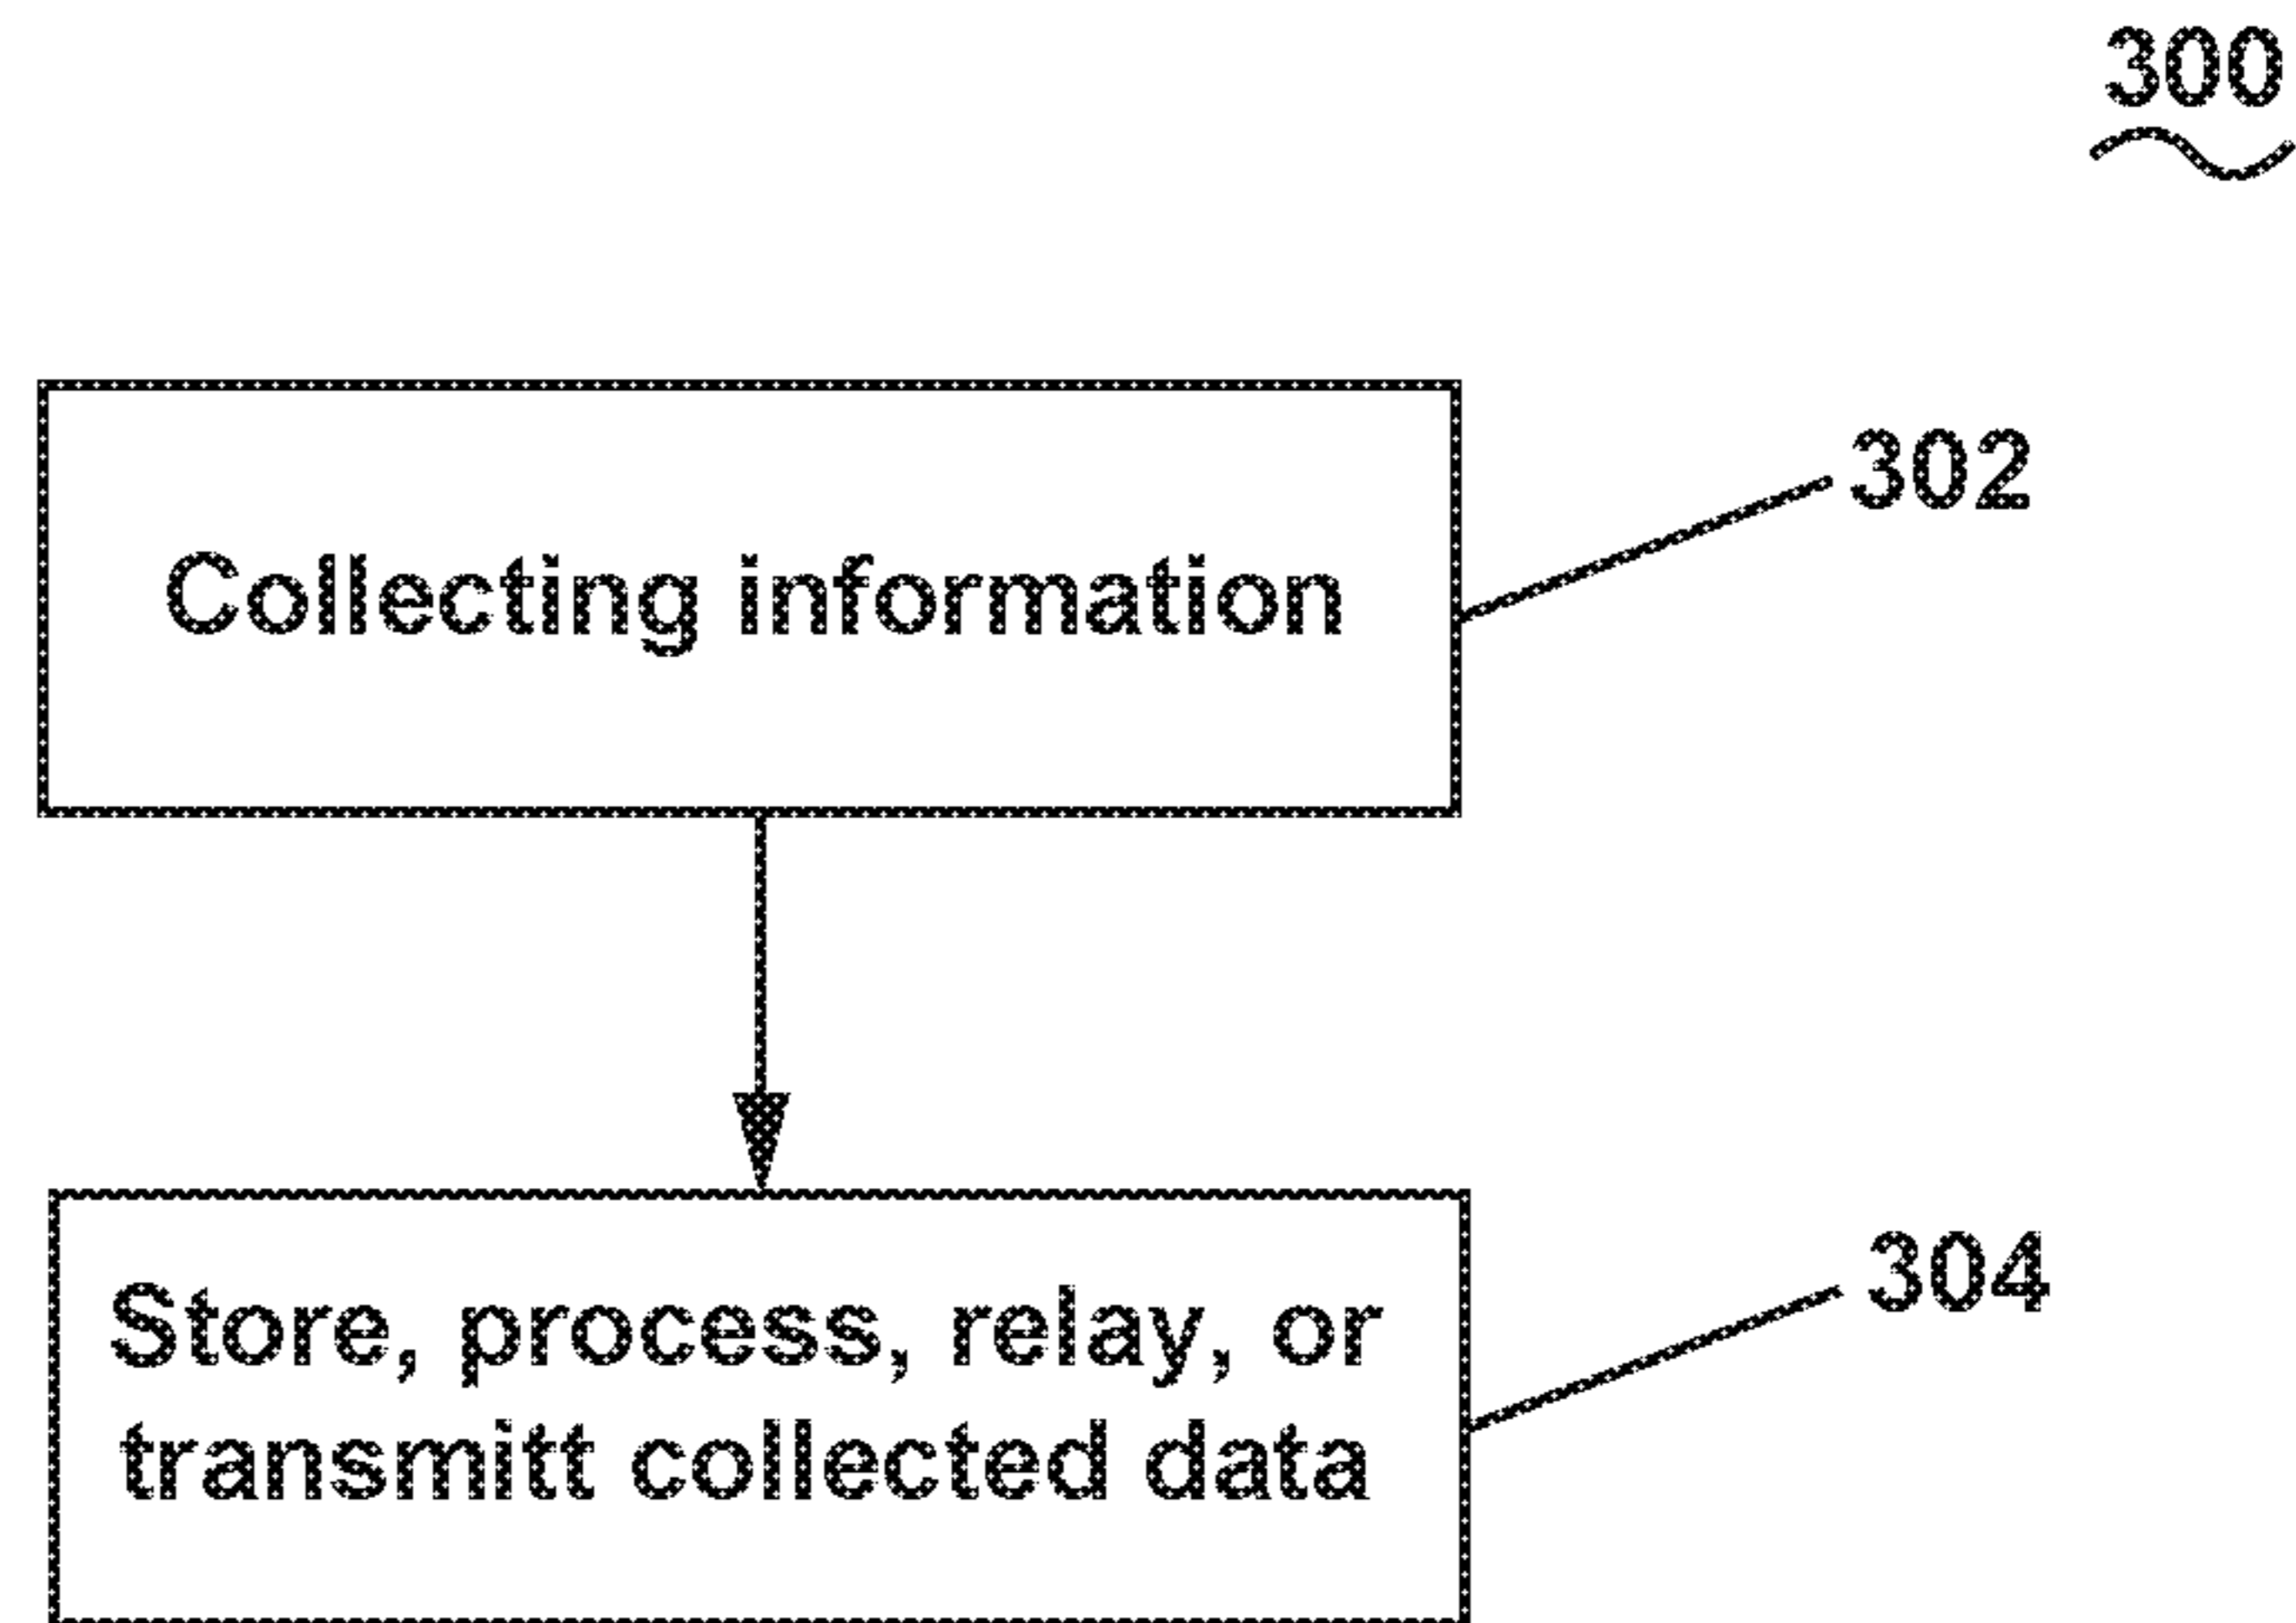 300
302
Collecting information
304
Store, process, relay, or
transmitt collected data